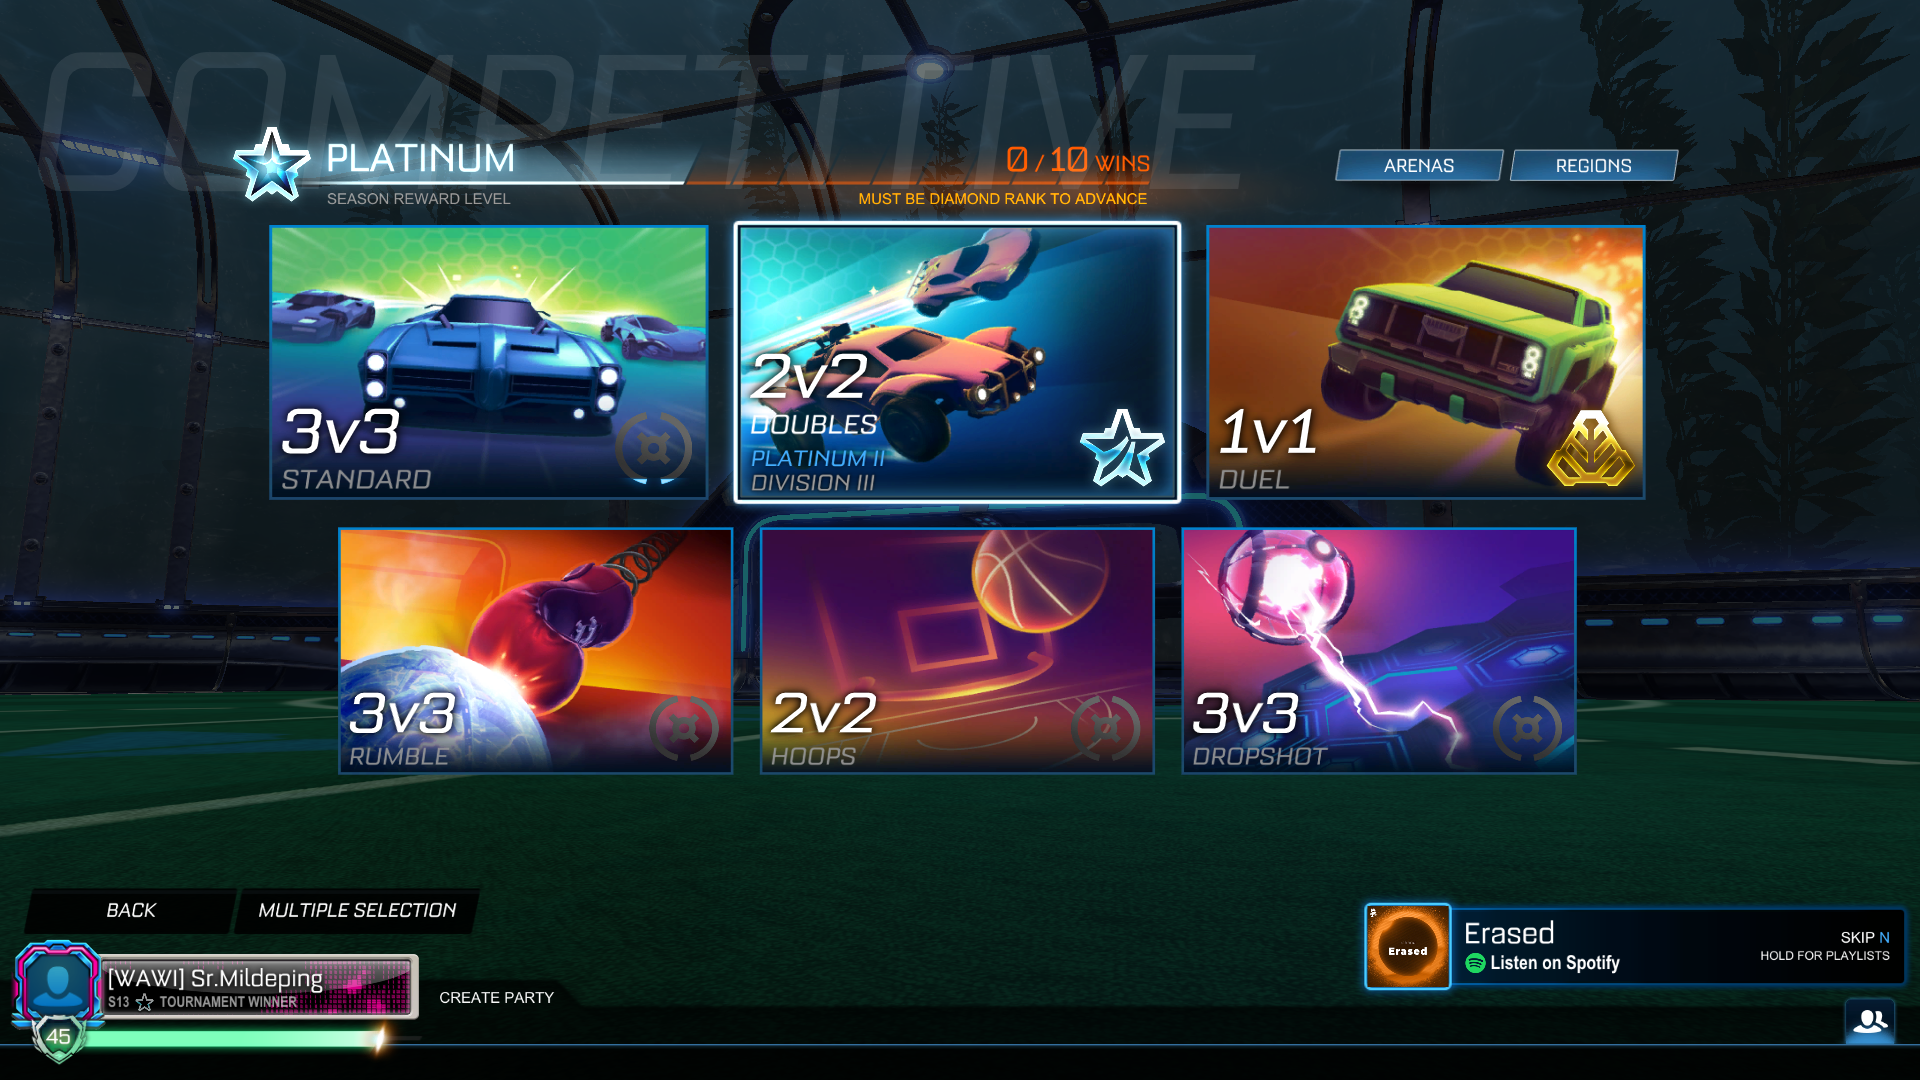 COMPETITIVE
PLATINUM
0 / 10 WINS
SEASON REWARD LEVEL
MUST BE DIAMOND RANK TO ADVANCE
ARENAS
REGIONS
3v3
STANDARD
2v2
DOUBLES
PLATINUM II
DIVISION III
1v1
DUEL
3v3
RUMBLE
2v2
HOOPS
3v3
DROPSHOT
BACK
MULTIPLE SELECTION
[WAWI] Sr.Mildeping
S13 TOURNAMENT WINNER
45
CREATE PARTY
Erased
Erased
Listen on Spotify
SKIP N
HOLD FOR PLAYLISTS